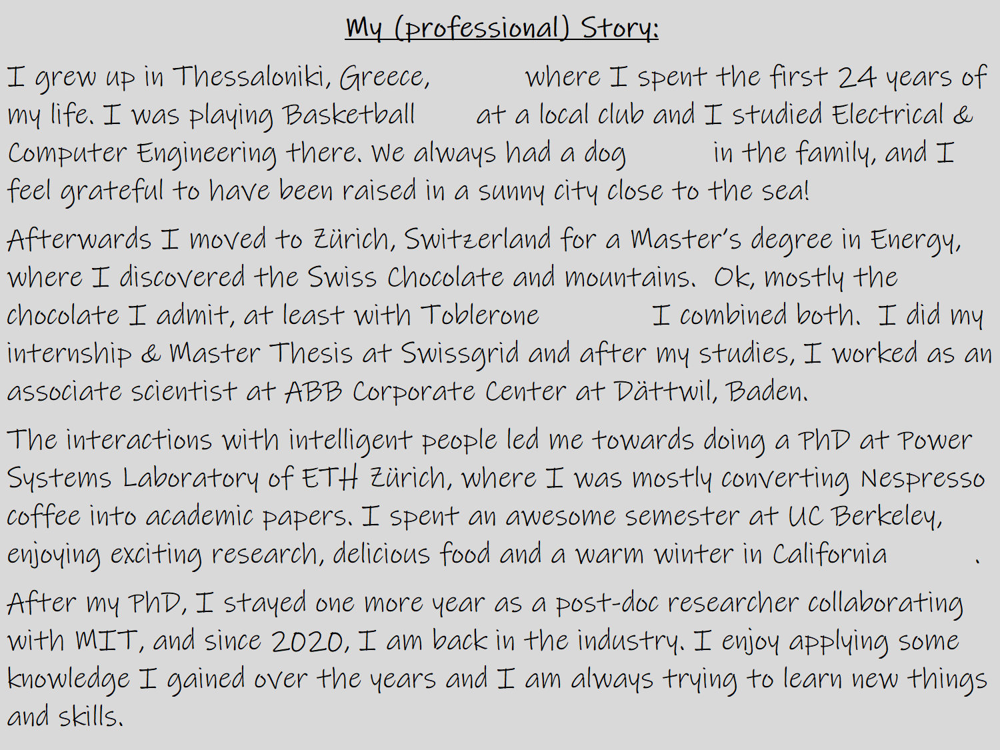 My (professional) Story:
I grew up in Thessaloniki, Greece, where I spent the first 24 years of
my life. I was playing Basketball at a local club and I studied Electrical &
Computer Engineering there. We always had a dog in the family, and I
feel grateful to have been raised in a sunny city close to the sea!
Afterwards I moved to Zürich, Switzerland for a Master's degree in Energy,
where I discovered the Swiss Chocolate and mountains. Ok, mostly the
chocolate I admit, at least with Toblerone I combined both. I did my
internship & Master Thesis at Swissgrid and after my studies, I worked as an
associate scientist at ABB Corporate Center at Dättwil, Baden.
The interactions with intelligent people led me towards doing a PhD at Power
Systems Laboratory of ETH Zürich, where I was mostly converting Nespresso
coffee into academic papers. I spent an awesome semester at UC Berkeley,
enjoying exciting research, delicious food and a warm winter in California .
After my PhD, I stayed one more year as a post-doc researcher collaborating
with MIT, and since 2020, I am back in the industry. I enjoy applying some
knowledge I gained over the years and I am always trying to learn new things
and skills.